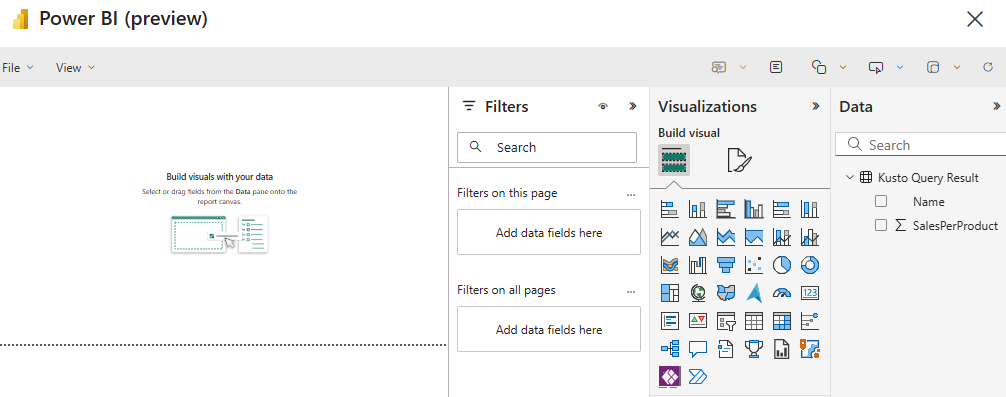 Power BI (preview)
File
View
Build visuals with your data
Select or drag fields from the Data pane onto the
report canvas.
Filters
Search
Filters on this page
...
Add data fields here
Filters on all pages
...
Add data fields here
Visualizations
Build visual
123
Data
Search
Kusto Query Result
Name
SalesPerProduct